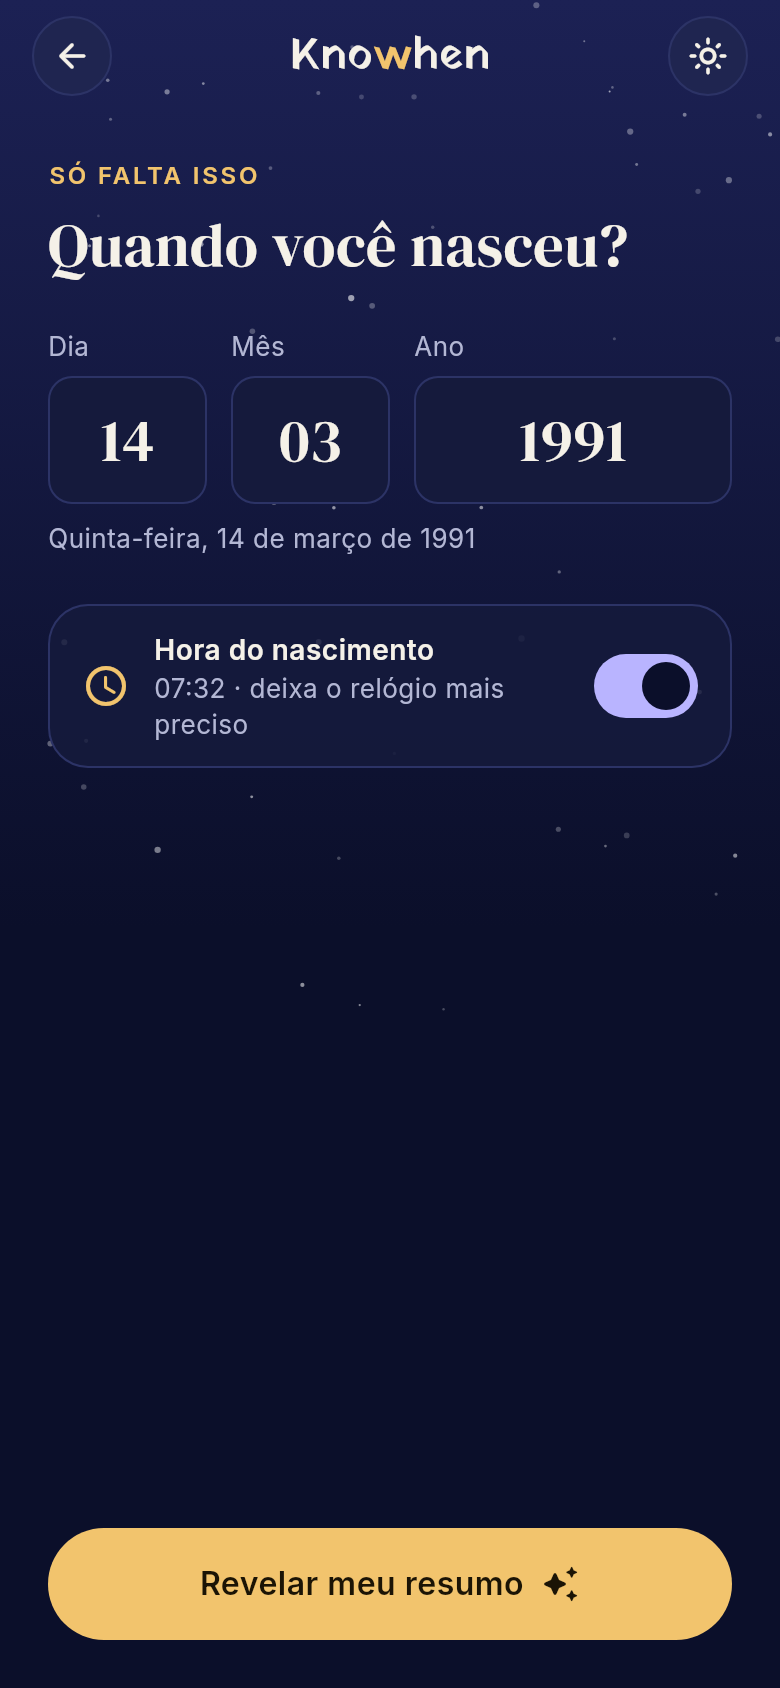 Knowhen
SÓ FALTA ISSO
Quando você nasceu?
Dia
Mês
Ano
14
03
1991
Quinta-feira, 14 de março de 1991
Hora do nascimento
07:32 · deixa o relógio mais
preciso
Revelar meu resumo